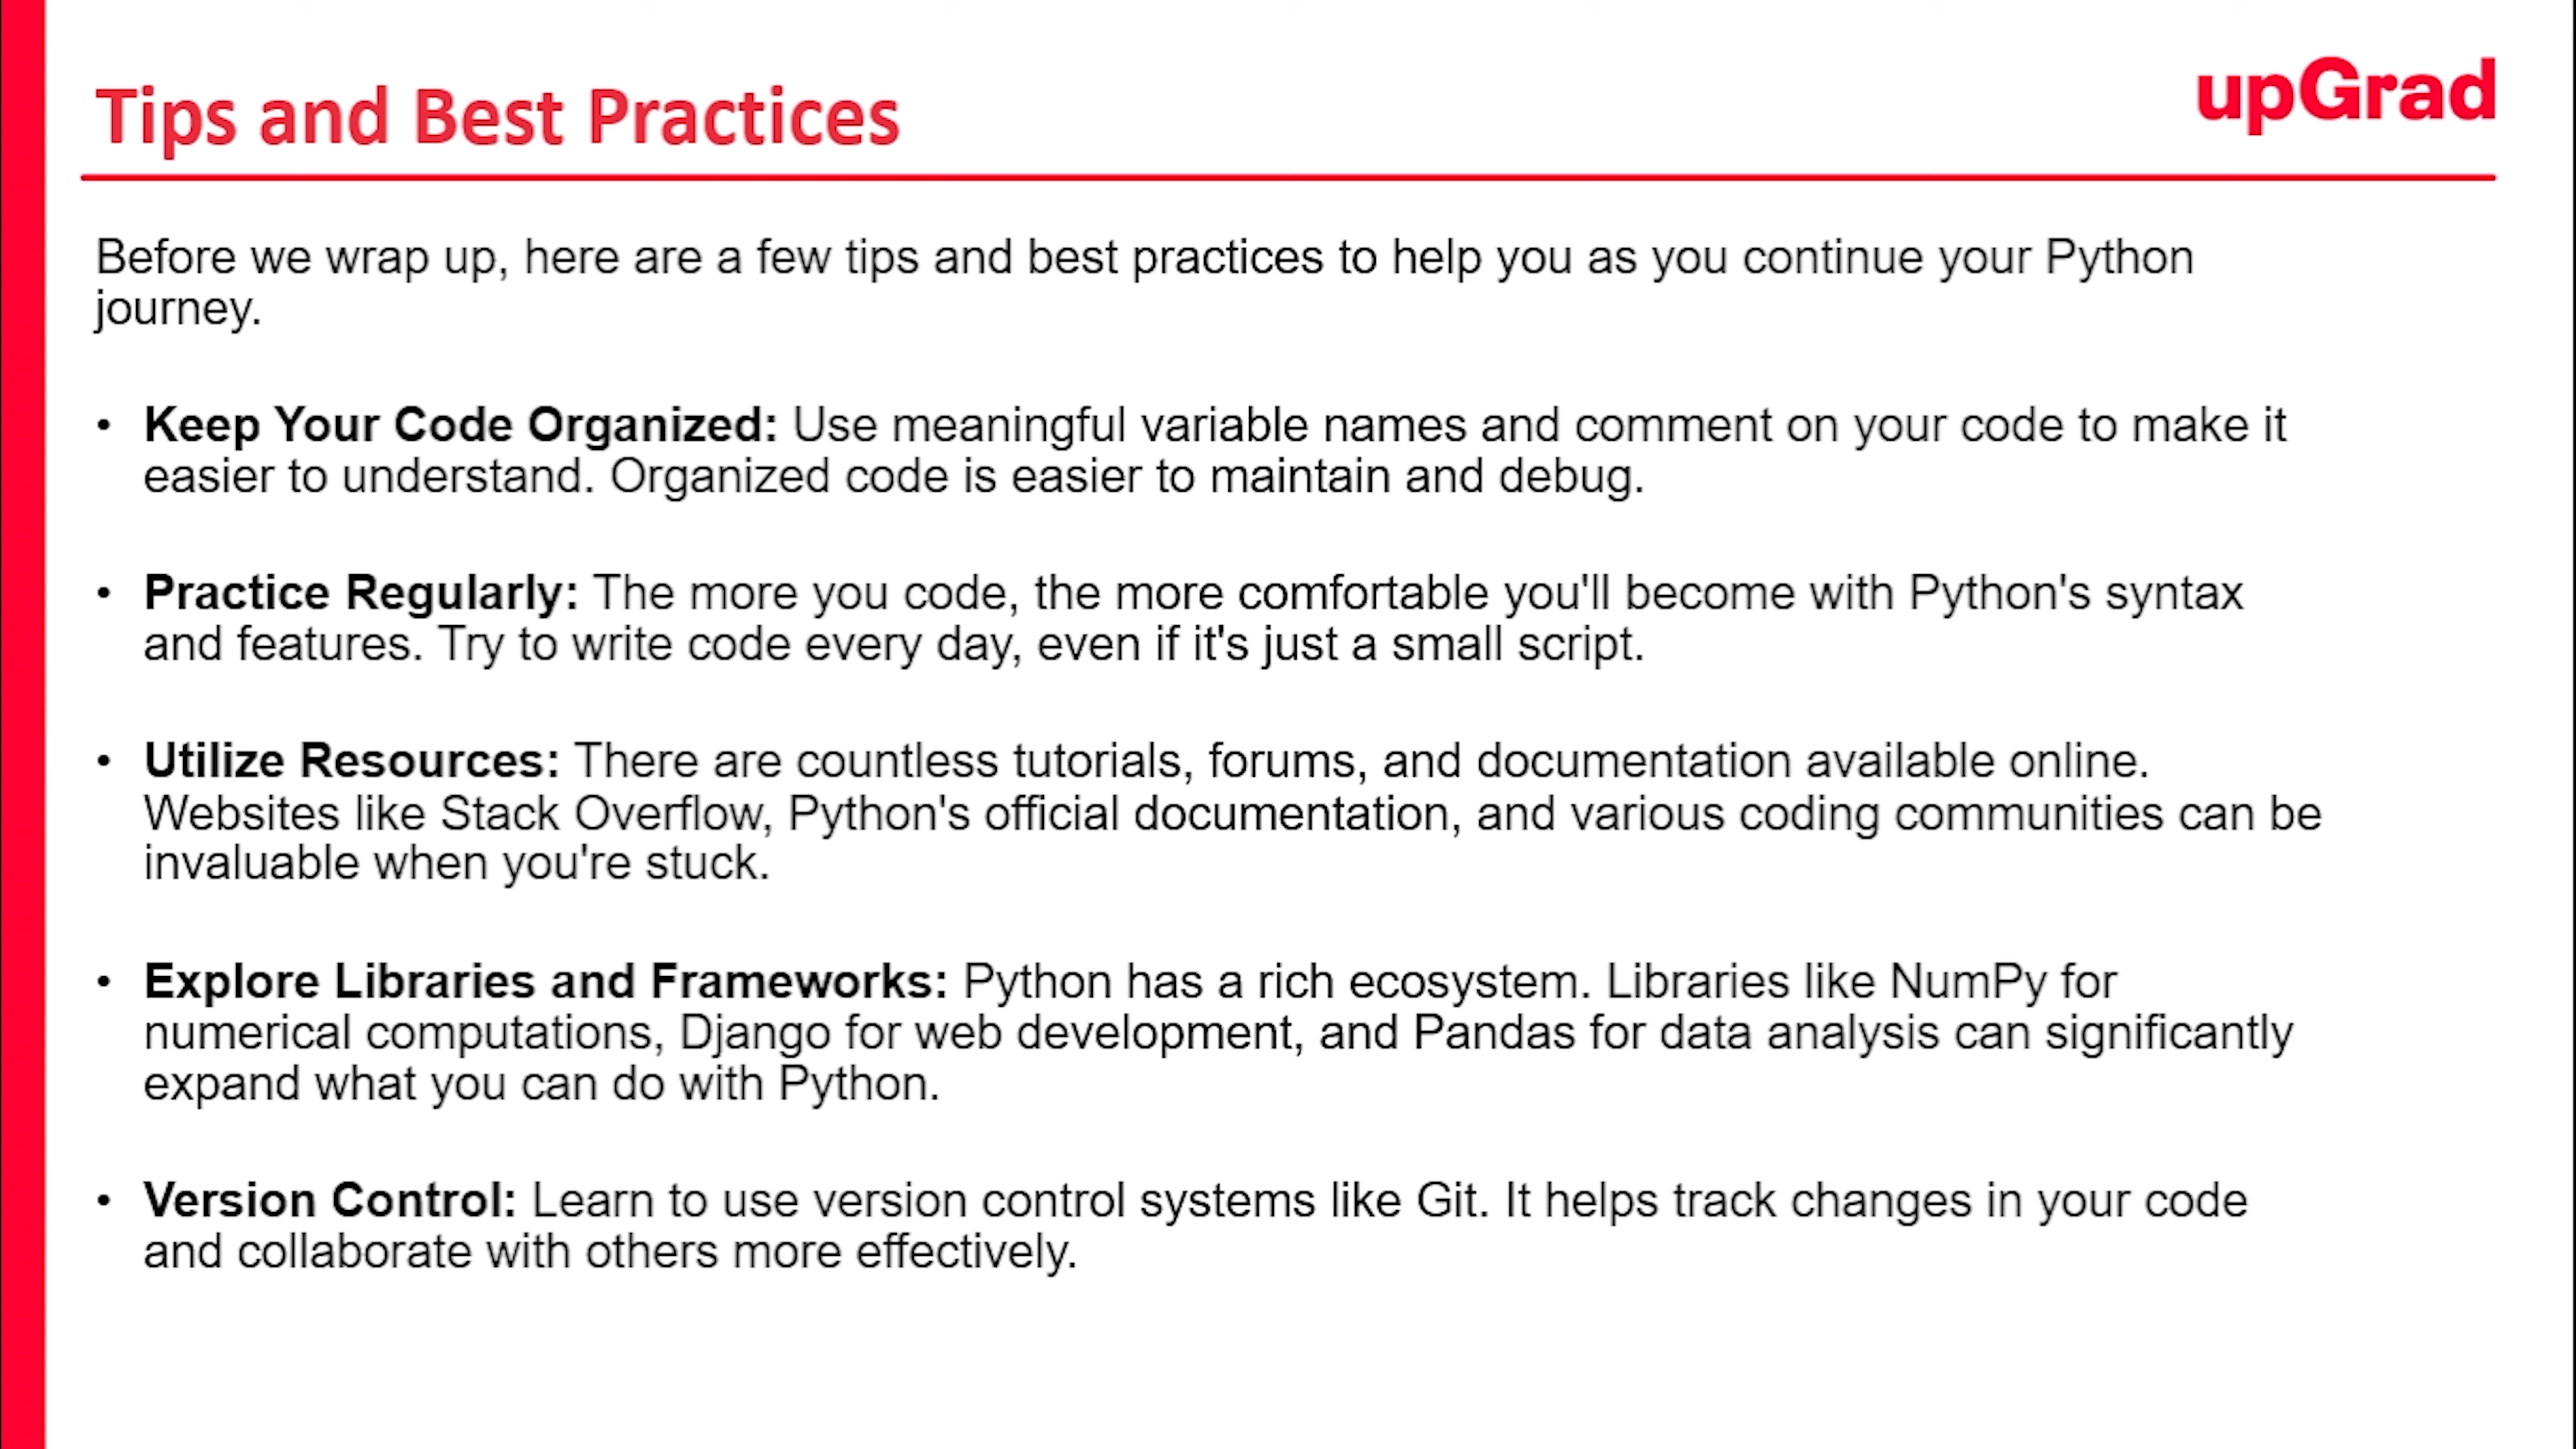 Tips and Best Practices
upGrad
Before we wrap up, here are a few tips and best practices to help you as you continue your Python
journey.
• Keep Your Code Organized: Use meaningful variable names and comment on your code to make it
easier to understand. Organized code is easier to maintain and debug.
• Practice Regularly: The more you code, the more comfortable you'll become with Python's syntax
and features. Try to write code every day, even if it's just a small script.
• Utilize Resources: There are countless tutorials, forums, and documentation available online.
Websites like Stack Overflow, Python's official documentation, and various coding communities can be
invaluable when you're stuck.
• Explore Libraries and Frameworks: Python has a rich ecosystem. Libraries like NumPy for
numerical computations, Django for web development, and Pandas for data analysis can significantly
expand what you can do with Python.
• Version Control: Learn to use version control systems like Git. It helps track changes in your code
and collaborate with others more effectively.